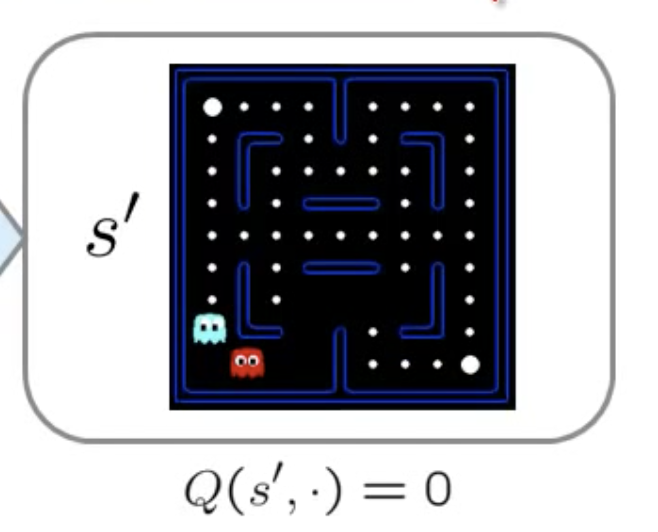 s′
Q(s′, ·) = 0